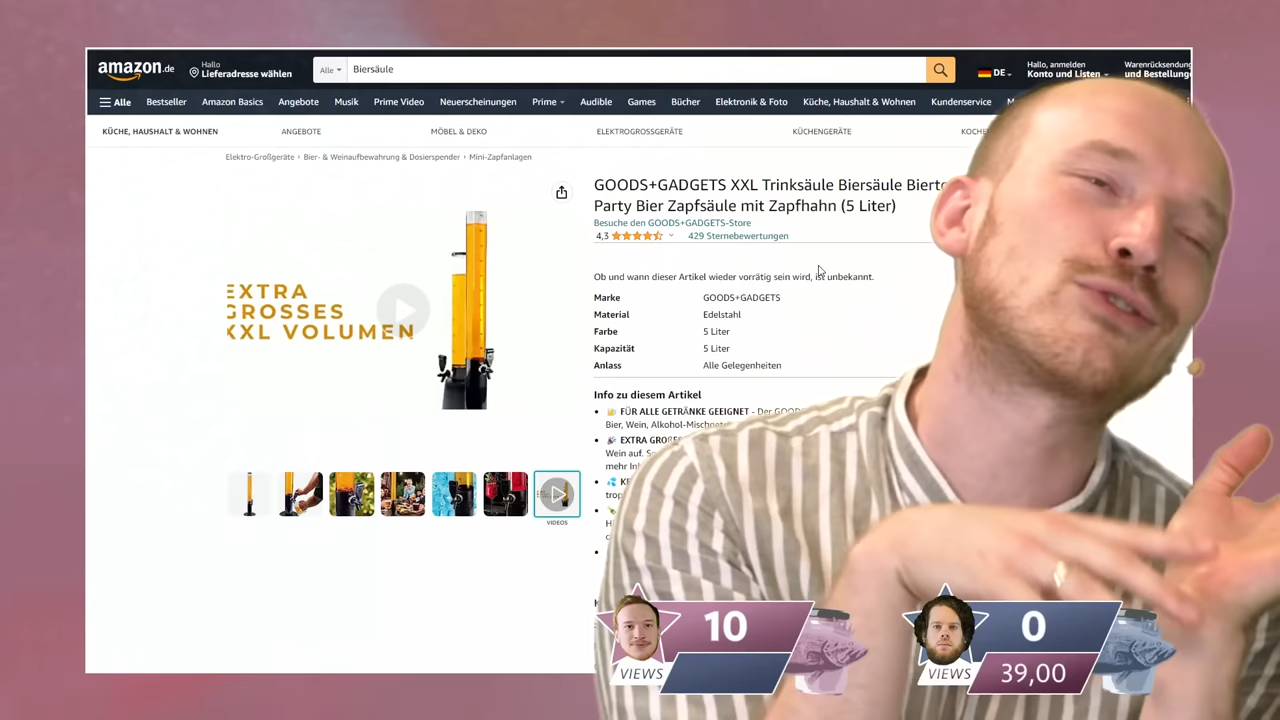 amazon.de
Hallo
Lieferadresse wählen
Alle
Biersäule
DE
Hallo, anmelden
Konto und Listen
Warenrücksendung
und Bestellung
Alle
Bestseller
Amazon Basics
Angebote
Musik
Prime Video
Neuerscheinungen
Prime
Audible
Games
Bücher
Elektronik & Foto
Küche, Haushalt & Wohnen
Kundenservice
KÜCHE, HAUSHALT & WOHNEN
ANGEBOTE
MÖBEL & DEKO
ELEKTROGROSSGERÄTE
KÜCHENGERÄTE
Elektro-Großgeräte › Bier- & Weinaufbewahrung & Dosierspender › Mini-Zapfanlagen
EXTRA
GROSSES
XXL VOLUMEN
VIDEOS
GOODS+GADGETS XXL Trinksäule Biersäule
Party Bier Zapfsäule mit Zapfhahn (5 Liter)
Besuche den GOODS+GADGETS-Store
4,3
429 Sternebewertungen
Ob und wann dieser Artikel wieder vorrätig sein wird, ist unbekannt.
Marke GOODS+GADGETS
Material Edelstahl
Farbe 5 Liter
Kapazität 5 Liter
Anlass Alle Gelegenheiten
Info zu diesem Artikel
FÜR ALLE GETRÄNKE GEEIGNET - Der
Bier, Wein,
EXTRA
Wein auf.
mehr
10
VIEWS
0
VIEWS
39,00